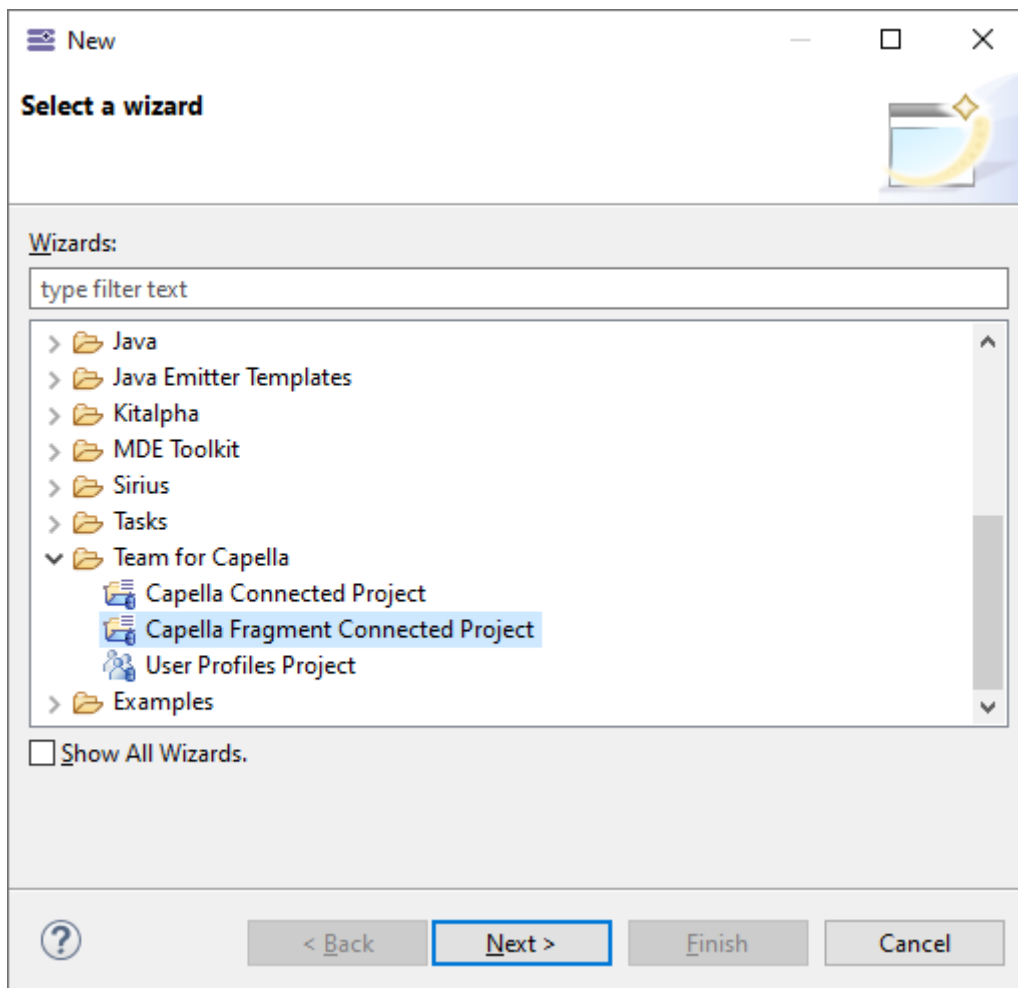 New
Select a wizard
Wizards:
type filter text
Java
Java Emitter Templates
Kitalpha
MDE Toolkit
Sirius
Tasks
Team for Capella
Capella Connected Project
Capella Fragment Connected Project
User Profiles Project
Examples
Show All Wizards.
? < Back Next > Finish Cancel